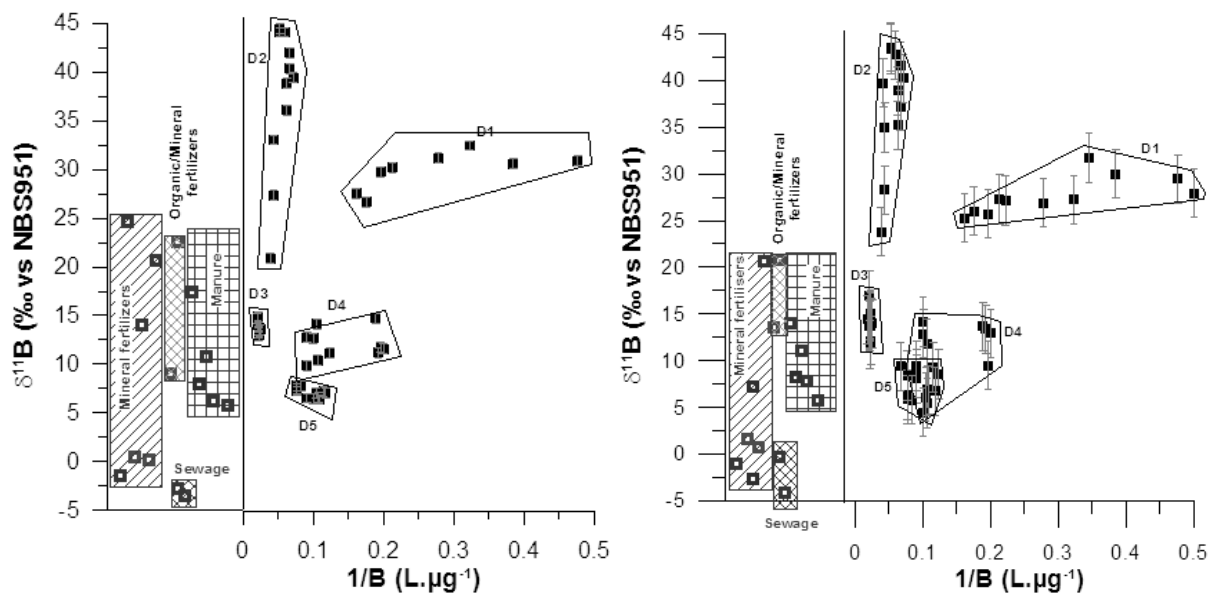 δ¹¹B (‰ vs NBS951)
45
40
35
30
25
20
15
10
5
0
-5
Organic/Mineral
fertilizers
Mineral fertilizers
Manure
Sewage
D2
D1
D3
D4
D5
0 0.1 0.2 0.3 0.4 0.5
1/B (L.µg⁻¹)
δ¹¹B (‰ vs NBS951)
45
40
35
30
25
20
15
10
5
0
-5
Organic/Mineral
fertilizers
Mineral fertilisers
Manure
Sewage
D2
D1
D3
D4
D5
0 0.1 0.2 0.3 0.4 0.5
1/B (L.µg⁻¹)